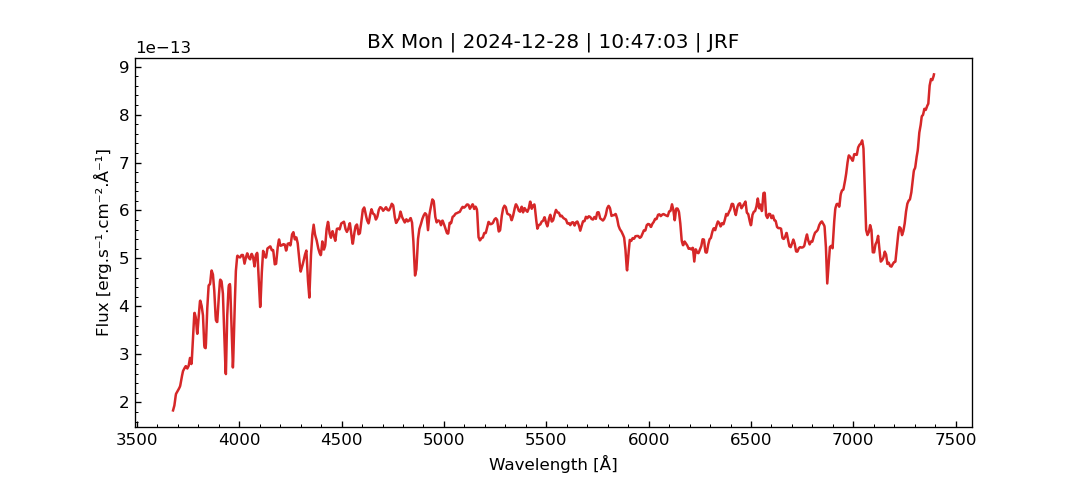 BX Mon | 2024-12-28 | 10:47:03 | JRF
1e−13
9
8
7
6
5
4
3
2
Flux [erg.s⁻¹.cm⁻².Å⁻¹]
3500 4000 4500 5000 5500 6000 6500 7000 7500
Wavelength [Å]